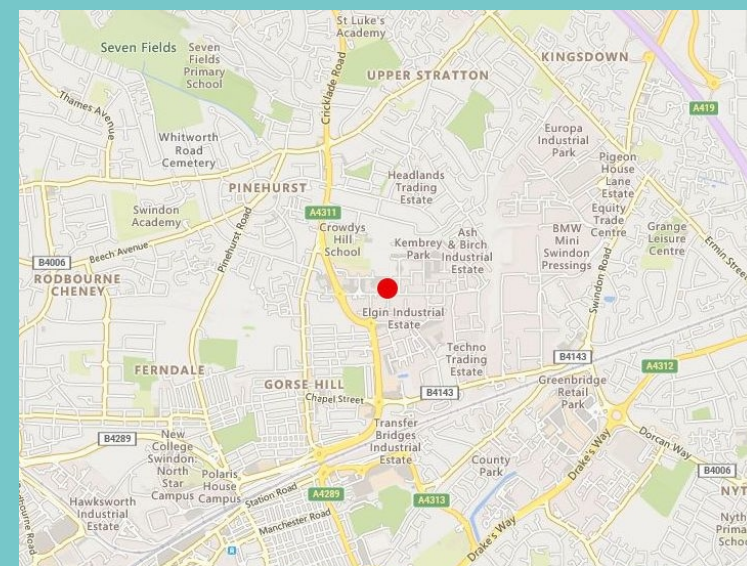 St Luke's
Academy
Seven Fields
Seven
Fields
Primary
School
KINGSDOWN
UPPER STRATTON
Cricklade Road
A419
Thames Avenue
Whitworth
Road
Cemetery
Europa
Industrial
Park
Pigeon
House
Lane
Estate
Headlands
Trading
Estate
PINEHURST
Swindon
Academy
A4311
Crowdys
Hill
School
Pinehurst Road
Beech Avenue
Kembrey
Park
Ash
& Birch
Industrial
Estate
BMW
Mini
Swindon
Pressings
Equity
Trade
Centre
Grange
Leisure
Centre
Ermin Street
B4006
RODBOURNE
CHENEY
Swindon Road
Elgin Industrial
Estate
Techno
Trading
Estate
B4143
A4312
FERNDALE
GORSE HILL
Chapel Street
B4143
Greenbridge
Retail
Park
B4289
New
College
Swindon:
North
Star
Campus
Polaris
House
Campus
Transfer
Bridges
Industrial
Estate
County
Park
Drake's Way
Dorcan Way
B4006
Hawksworth
Industrial
Estate
Station Road
A4289
A4313
Manchester Road
Drake's Way
NYT
Nyth
Prima
Schoo